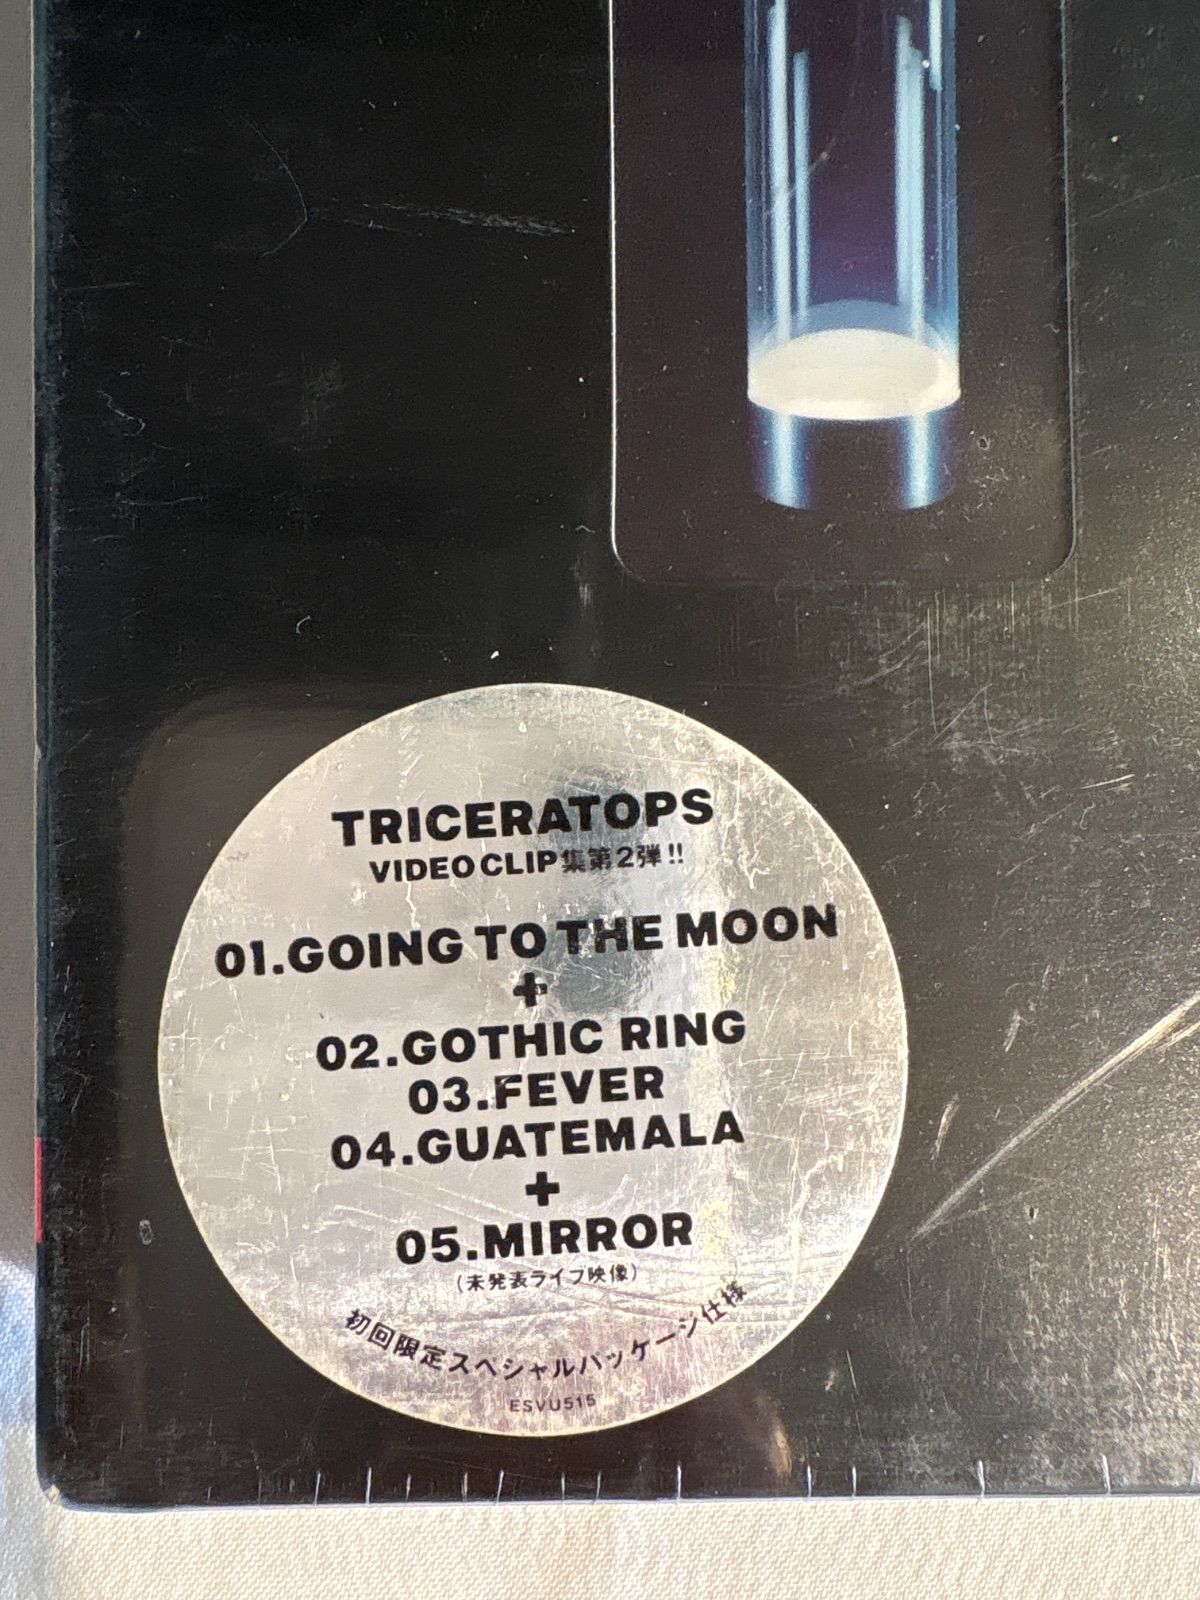 TRICERATOPS
VIDEO CLIP集第2弾!!
01.GOING TO THE MOON
+
02.GOTHIC RING
03.FEVER
04.GUATEMALA
+
05.MIRROR
(未発表ライブ映像)
初回限定スペシャルパッケージ仕様
ESVU515